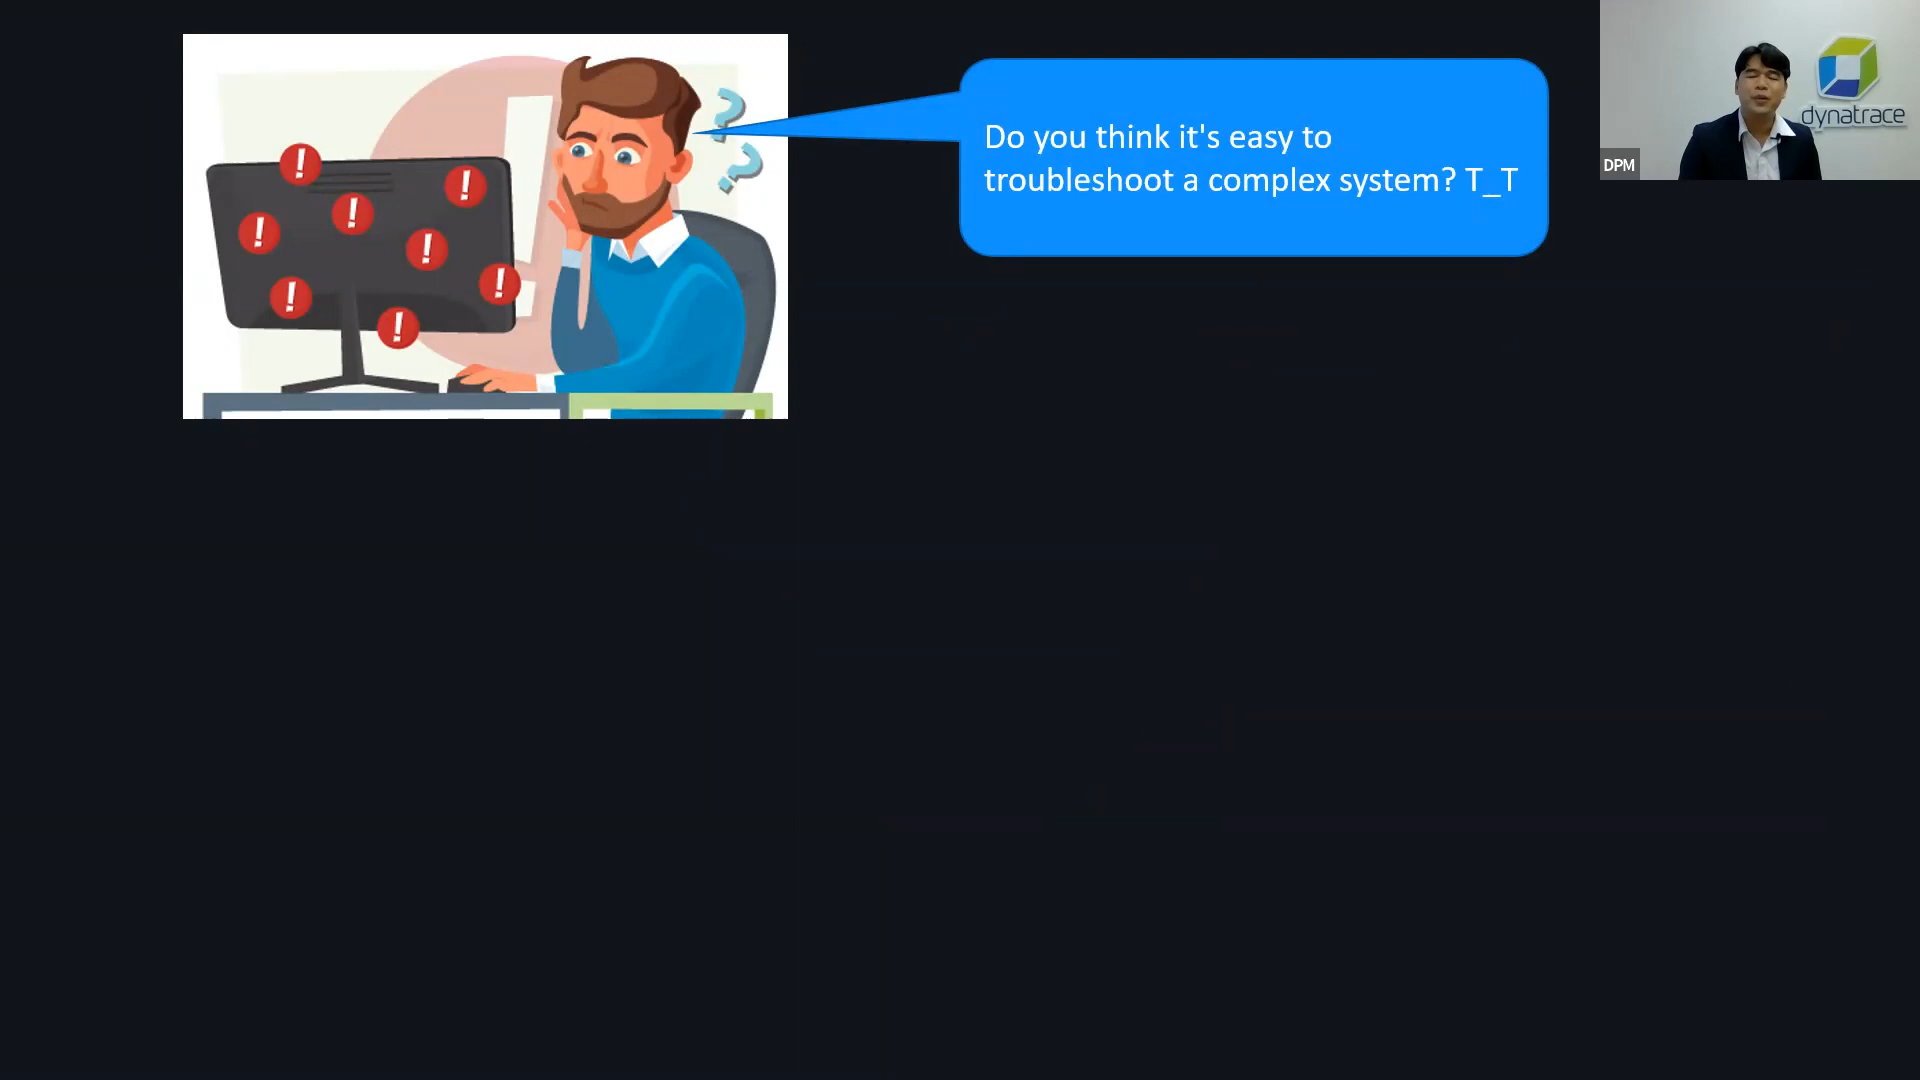 Do you think it's easy to
troubleshoot a complex system? T_T
dynatrace
DPM